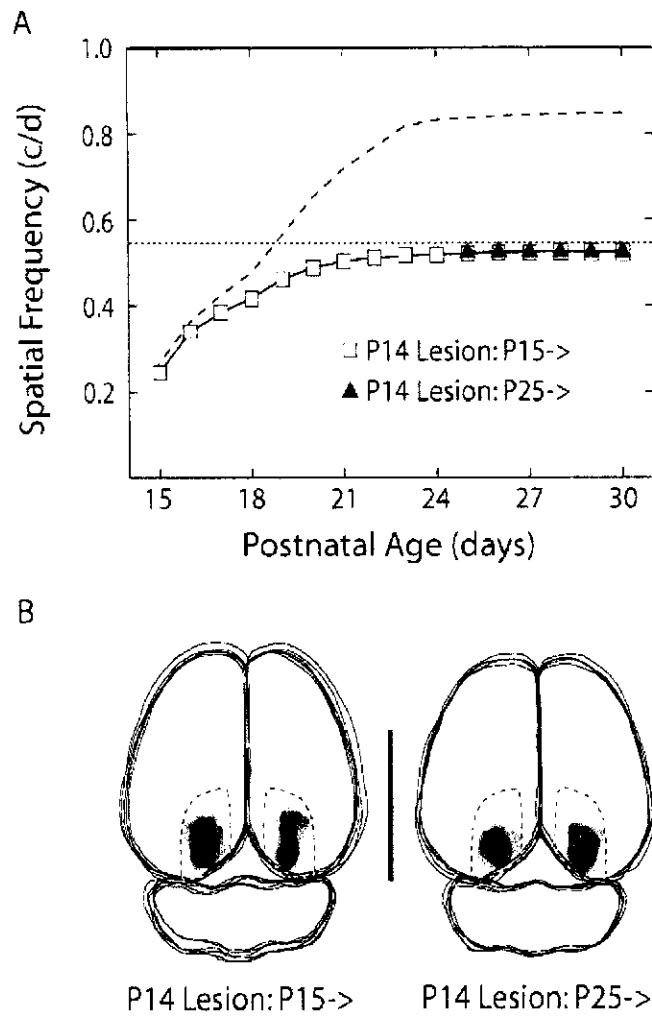 A
Spatial Frequency (c/d)
1.0
0.8
0.6
0.4
0.2
P14 Lesion: P15->
P14 Lesion: P25->
15 18 21 24 27 30
Postnatal Age (days)
B
P14 Lesion: P15-> P14 Lesion: P25->